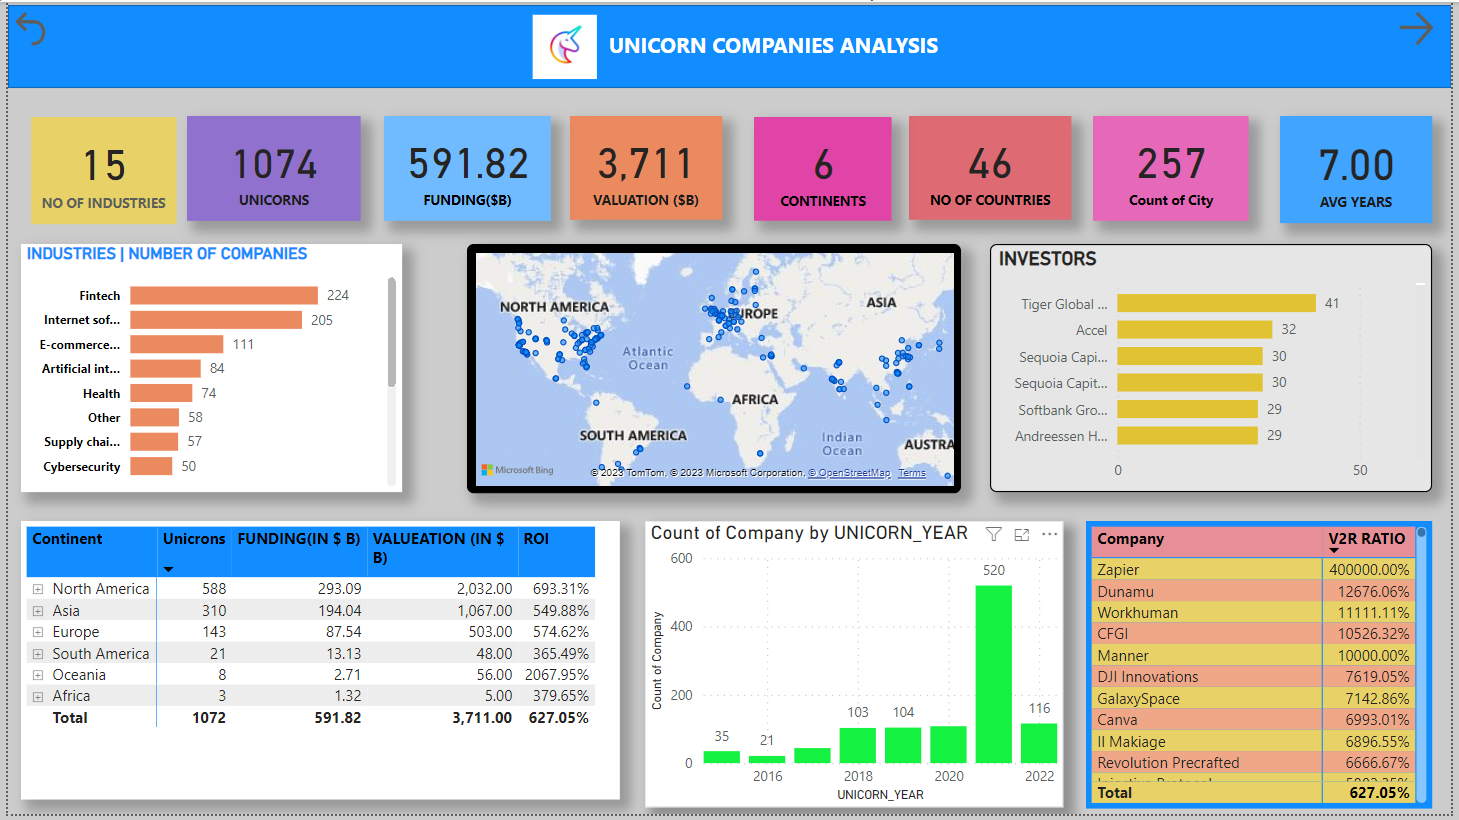 UNICORN COMPANIES ANALYSIS
15
NO OF INDUSTRIES
1074
UNICORNS
591.82
FUNDING($B)
3,711
VALUATION ($B)
6
CONTINENTS
46
NO OF COUNTRIES
257
Count of City
7.00
AVG YEARS
INDUSTRIES | NUMBER OF COMPANIES
Fintech 224
Internet sof... 205
E-commerce... 111
Artificial int... 84
Health 74
Other 58
Supply chai... 57
Cybersecurity 50
NORTH AMERICA
EUROPE
ASIA
Atlantic
Ocean
AFRICA
SOUTH AMERICA
Indian
Ocean
AUSTRA
Microsoft Bing
© 2023 TomTom, © 2023 Microsoft Corporation, © OpenStreetMap Terms
INVESTORS
Tiger Global ... 41
Accel 32
Sequoia Capi... 30
Sequoia Capit... 30
Softbank Gro... 29
Andreessen H... 29
0 50
Continent Unicrons FUNDING(IN $ B) VALUEATION (IN $ B) ROI
North America 588 293.09 2,032.00 693.31%
Asia 310 194.04 1,067.00 549.88%
Europe 143 87.54 503.00 574.62%
South America 21 13.13 48.00 365.49%
Oceania 8 2.71 56.00 2067.95%
Africa 3 1.32 5.00 379.65%
Total 1072 591.82 3,711.00 627.05%
Count of Company by UNICORN_YEAR
Count of Company
600
400
200
0
35
21
103
104
520
116
2016 2018 2020 2022
UNICORN_YEAR
Company V2R RATIO
Zapier 400000.00%
Dunamu 12676.06%
Workhuman 11111.11%
CFGI 10526.32%
Manner 10000.00%
DJI Innovations 7619.05%
GalaxySpace 7142.86%
Canva 6993.01%
Il Makiage 6896.55%
Revolution Precrafted 6666.67%
Total 627.05%